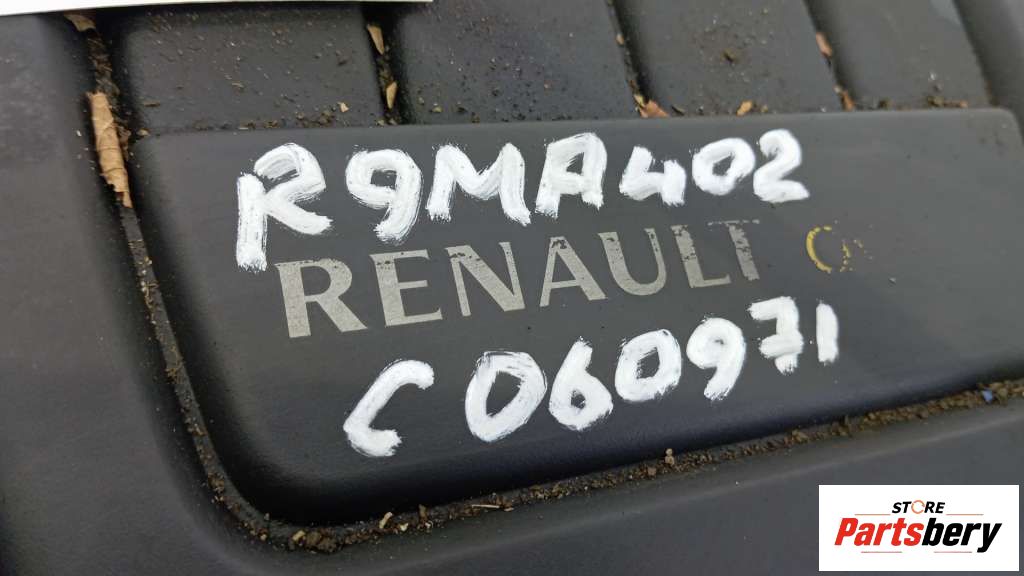 R9MA402
RENAULT
C060971
STORE
Partsbery